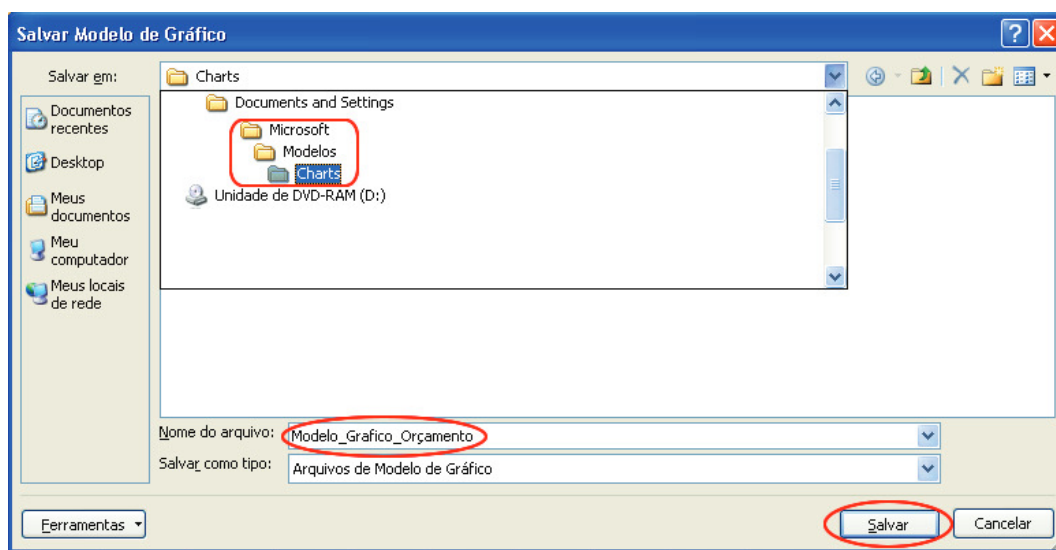 Salvar Modelo de Gráfico
Salvar em:
Charts
Documents and Settings
Microsoft
Modelos
Charts
Unidade de DVD-RAM (D:)
Documentos
recentes
Desktop
Meus
documentos
Meu
computador
Meus locais
de rede
Nome do arquivo:
Modelo_Grafico_Orçamento
Salvar como tipo:
Arquivos de Modelo de Gráfico
Ferramentas
Salvar
Cancelar